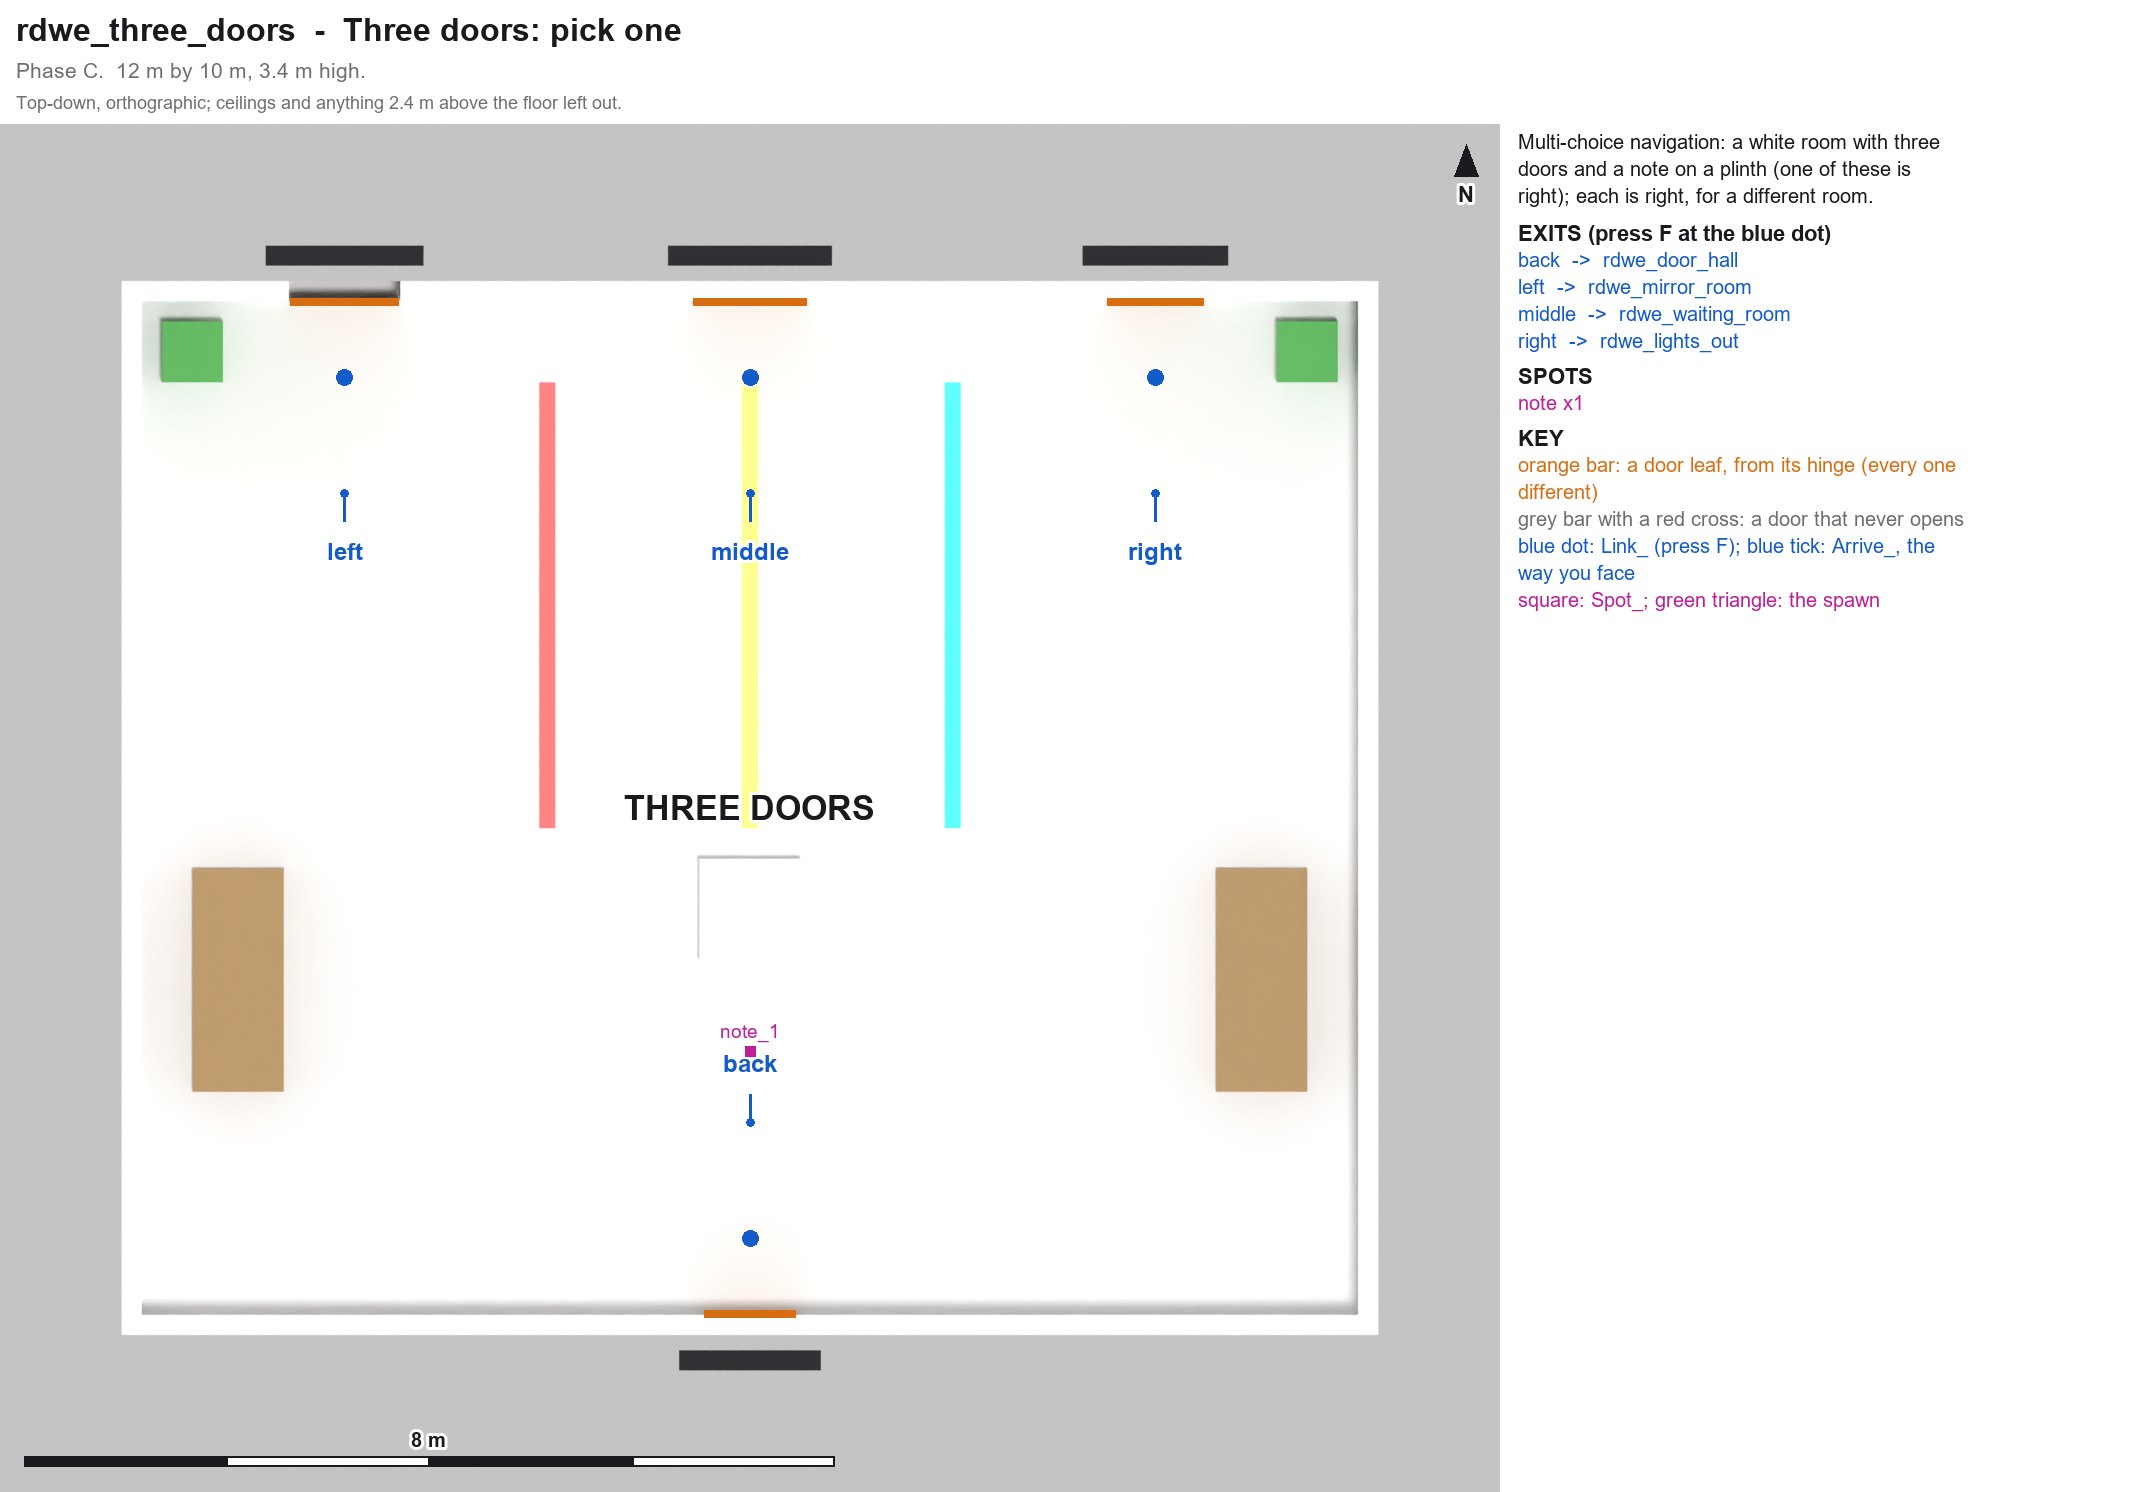 rdwe_three_doors  -  Three doors: pick one
Phase C.  12 m by 10 m, 3.4 m high.
Top-down, orthographic; ceilings and anything 2.4 m above the floor left out.
N
Multi-choice navigation: a white room with three
doors and a note on a plinth (one of these is
right); each is right, for a different room.
EXITS (press F at the blue dot)
back  ->  rdwe_door_hall
left  ->  rdwe_mirror_room
middle  ->  rdwe_waiting_room
right  ->  rdwe_lights_out
SPOTS
note x1
KEY
orange bar: a door leaf, from its hinge (every one
different)
grey bar with a red cross: a door that never opens
blue dot: Link_ (press F); blue tick: Arrive_, the
way you face
square: Spot_; green triangle: the spawn
left
middle
right
THREE DOORS
note_1
back
8 m